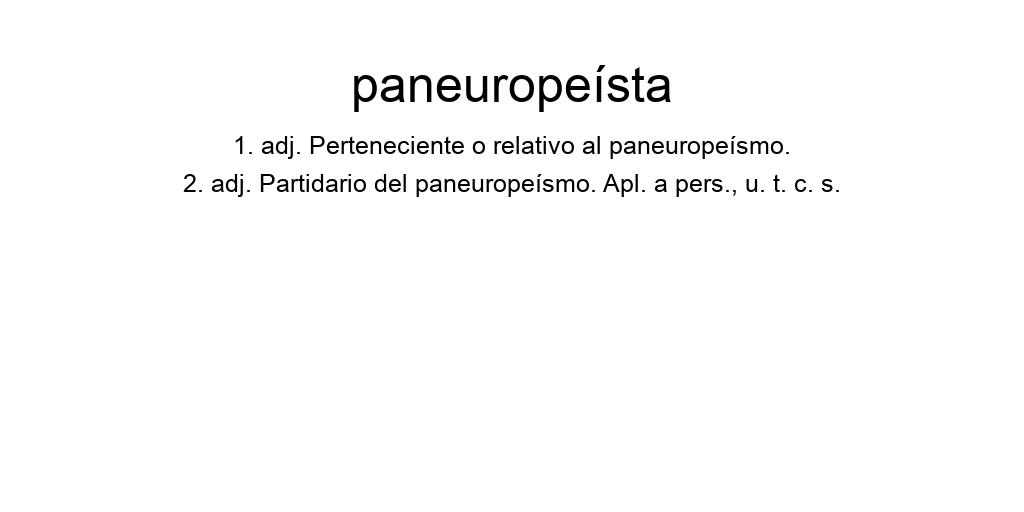 paneuropeísta
1. adj. Perteneciente o relativo al paneuropeísmo.
2. adj. Partidario del paneuropeísmo. Apl. a pers., u. t. c. s.